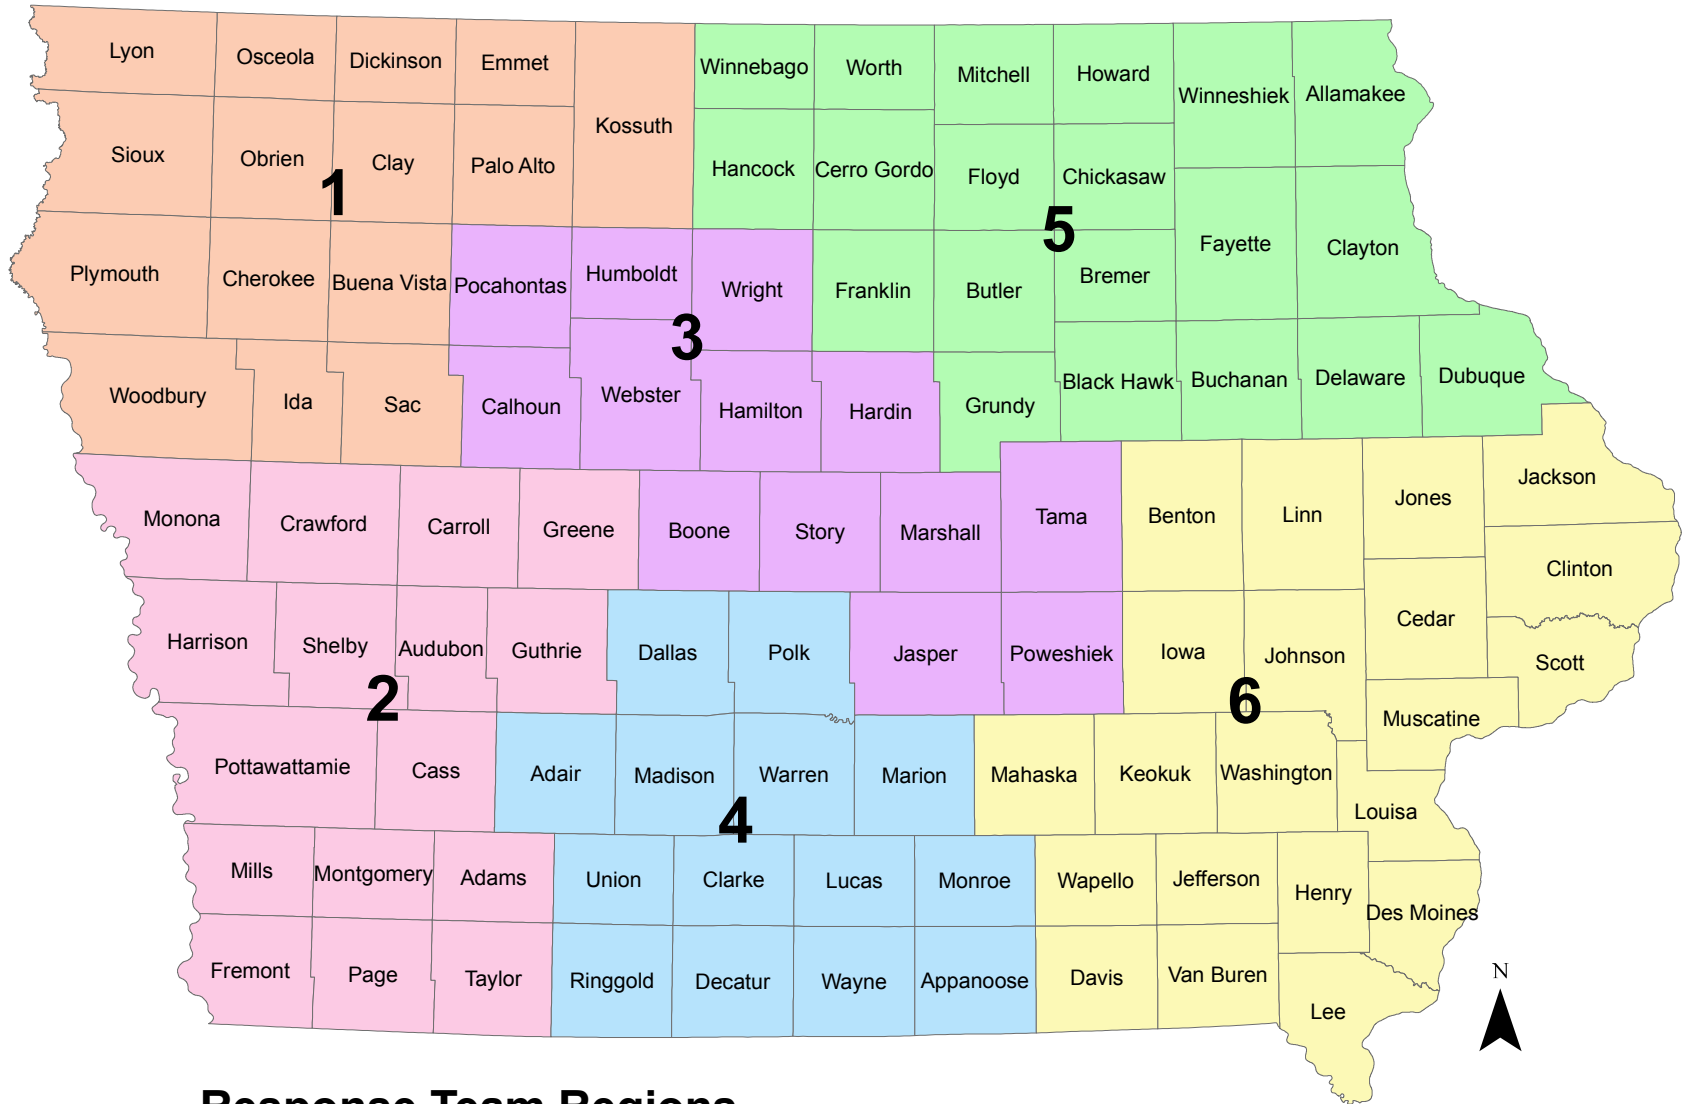 Lyon
Osceola
Dickinson
Emmet
Kossuth
Winnebago
Worth
Mitchell
Howard
Winneshiek
Allamakee
Sioux
Obrien
Clay
Palo Alto
Hancock
Cerro Gordo
Floyd
Chickasaw
1
5
Plymouth
Cherokee
Buena Vista
Pocahontas
Humboldt
Wright
Franklin
Butler
Bremer
Fayette
Clayton
3
Woodbury
Ida
Sac
Calhoun
Webster
Hamilton
Hardin
Grundy
Black Hawk
Buchanan
Delaware
Dubuque
Monona
Crawford
Carroll
Greene
Boone
Story
Marshall
Tama
Benton
Linn
Jones
Jackson
Clinton
Harrison
Shelby
Audubon
Guthrie
Dallas
Polk
Jasper
Poweshiek
Iowa
Johnson
Cedar
Scott
2
6
Muscatine
Pottawattamie
Cass
Adair
Madison
Warren
Marion
Mahaska
Keokuk
Washington
Louisa
4
Mills
Montgomery
Adams
Union
Clarke
Lucas
Monroe
Wapello
Jefferson
Henry
Des Moines
Fremont
Page
Taylor
Ringgold
Decatur
Wayne
Appanoose
Davis
Van Buren
Lee
N
Response Team Regions